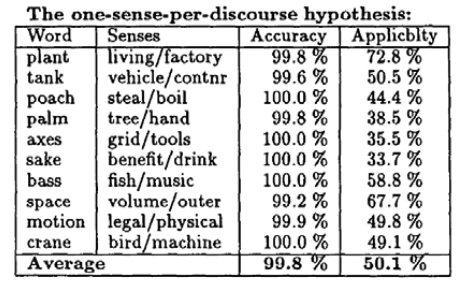 The one-sense-per-discourse hypothesis:
Word Senses Accuracy Applicblty
plant living/factory 99.8 % 72.8 %
tank vehicle/contnr 99.6 % 50.5 %
poach steal/boil 100.0 % 44.4 %
palm tree/hand 99.8 % 38.5 %
axes grid/tools 100.0 % 35.5 %
sake benefit/drink 100.0 % 33.7 %
bass fish/music 100.0 % 58.8 %
space volume/outer 99.2 % 67.7 %
motion legal/physical 99.9 % 49.8 %
crane bird/machine 100.0 % 49.1 %
Average 99.8 % 50.1 %